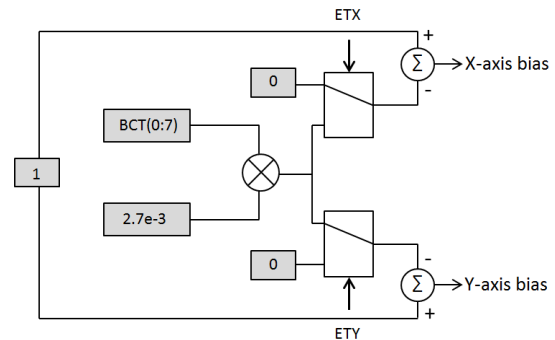 ETX
+
Σ
X-axis bias
-
0
BCT(0:7)
1
2.7e-3
0
-
Σ
Y-axis bias
+
ETY